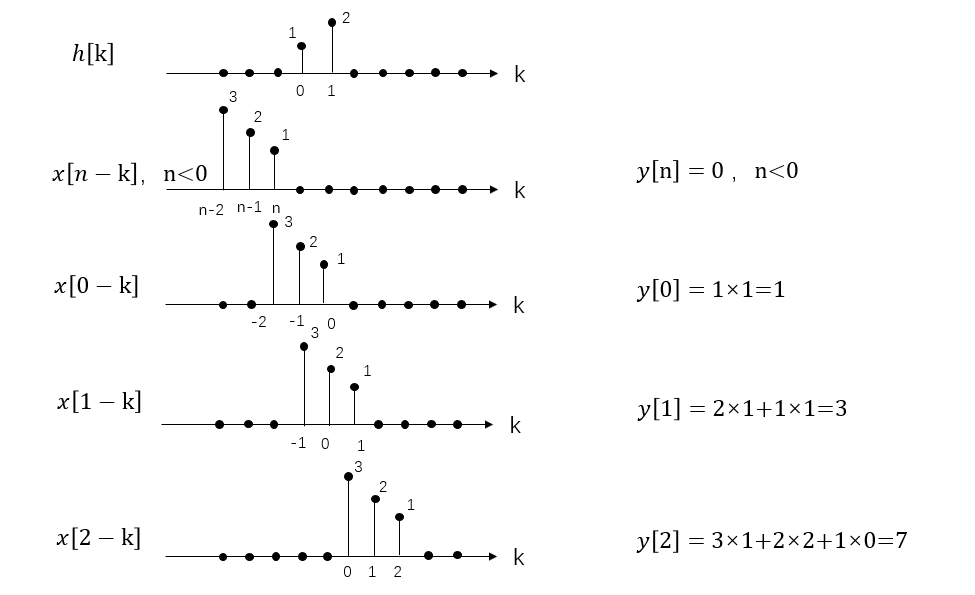 1 2
h[k] k
0 1
3 2 1
x[n − k],  n<0 k y[n] = 0 ,  n<0
n-2 n-1 n
3 2 1
x[0 − k] k y[0] = 1×1=1
-2 -1 0
3 2 1
x[1 − k] k y[1] = 2×1+1×1=3
-1 0 1
3 2 1
x[2 − k] k y[2] = 3×1+2×2+1×0=7
0 1 2